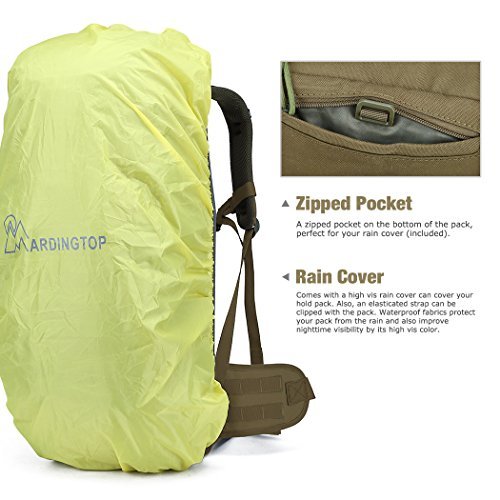 ARDINGTOP
Zipped Pocket
A zipped pocket on the bottom of the pack,
perfect for your rain cover (included).
Rain Cover
Comes with a high vis rain cover can cover your
hold pack. Also, an elasticated strap can be
clipped with the pack. Waterproof fabrics protect
your pack from the rain and also improve
nighttime visibility by its high vis color.